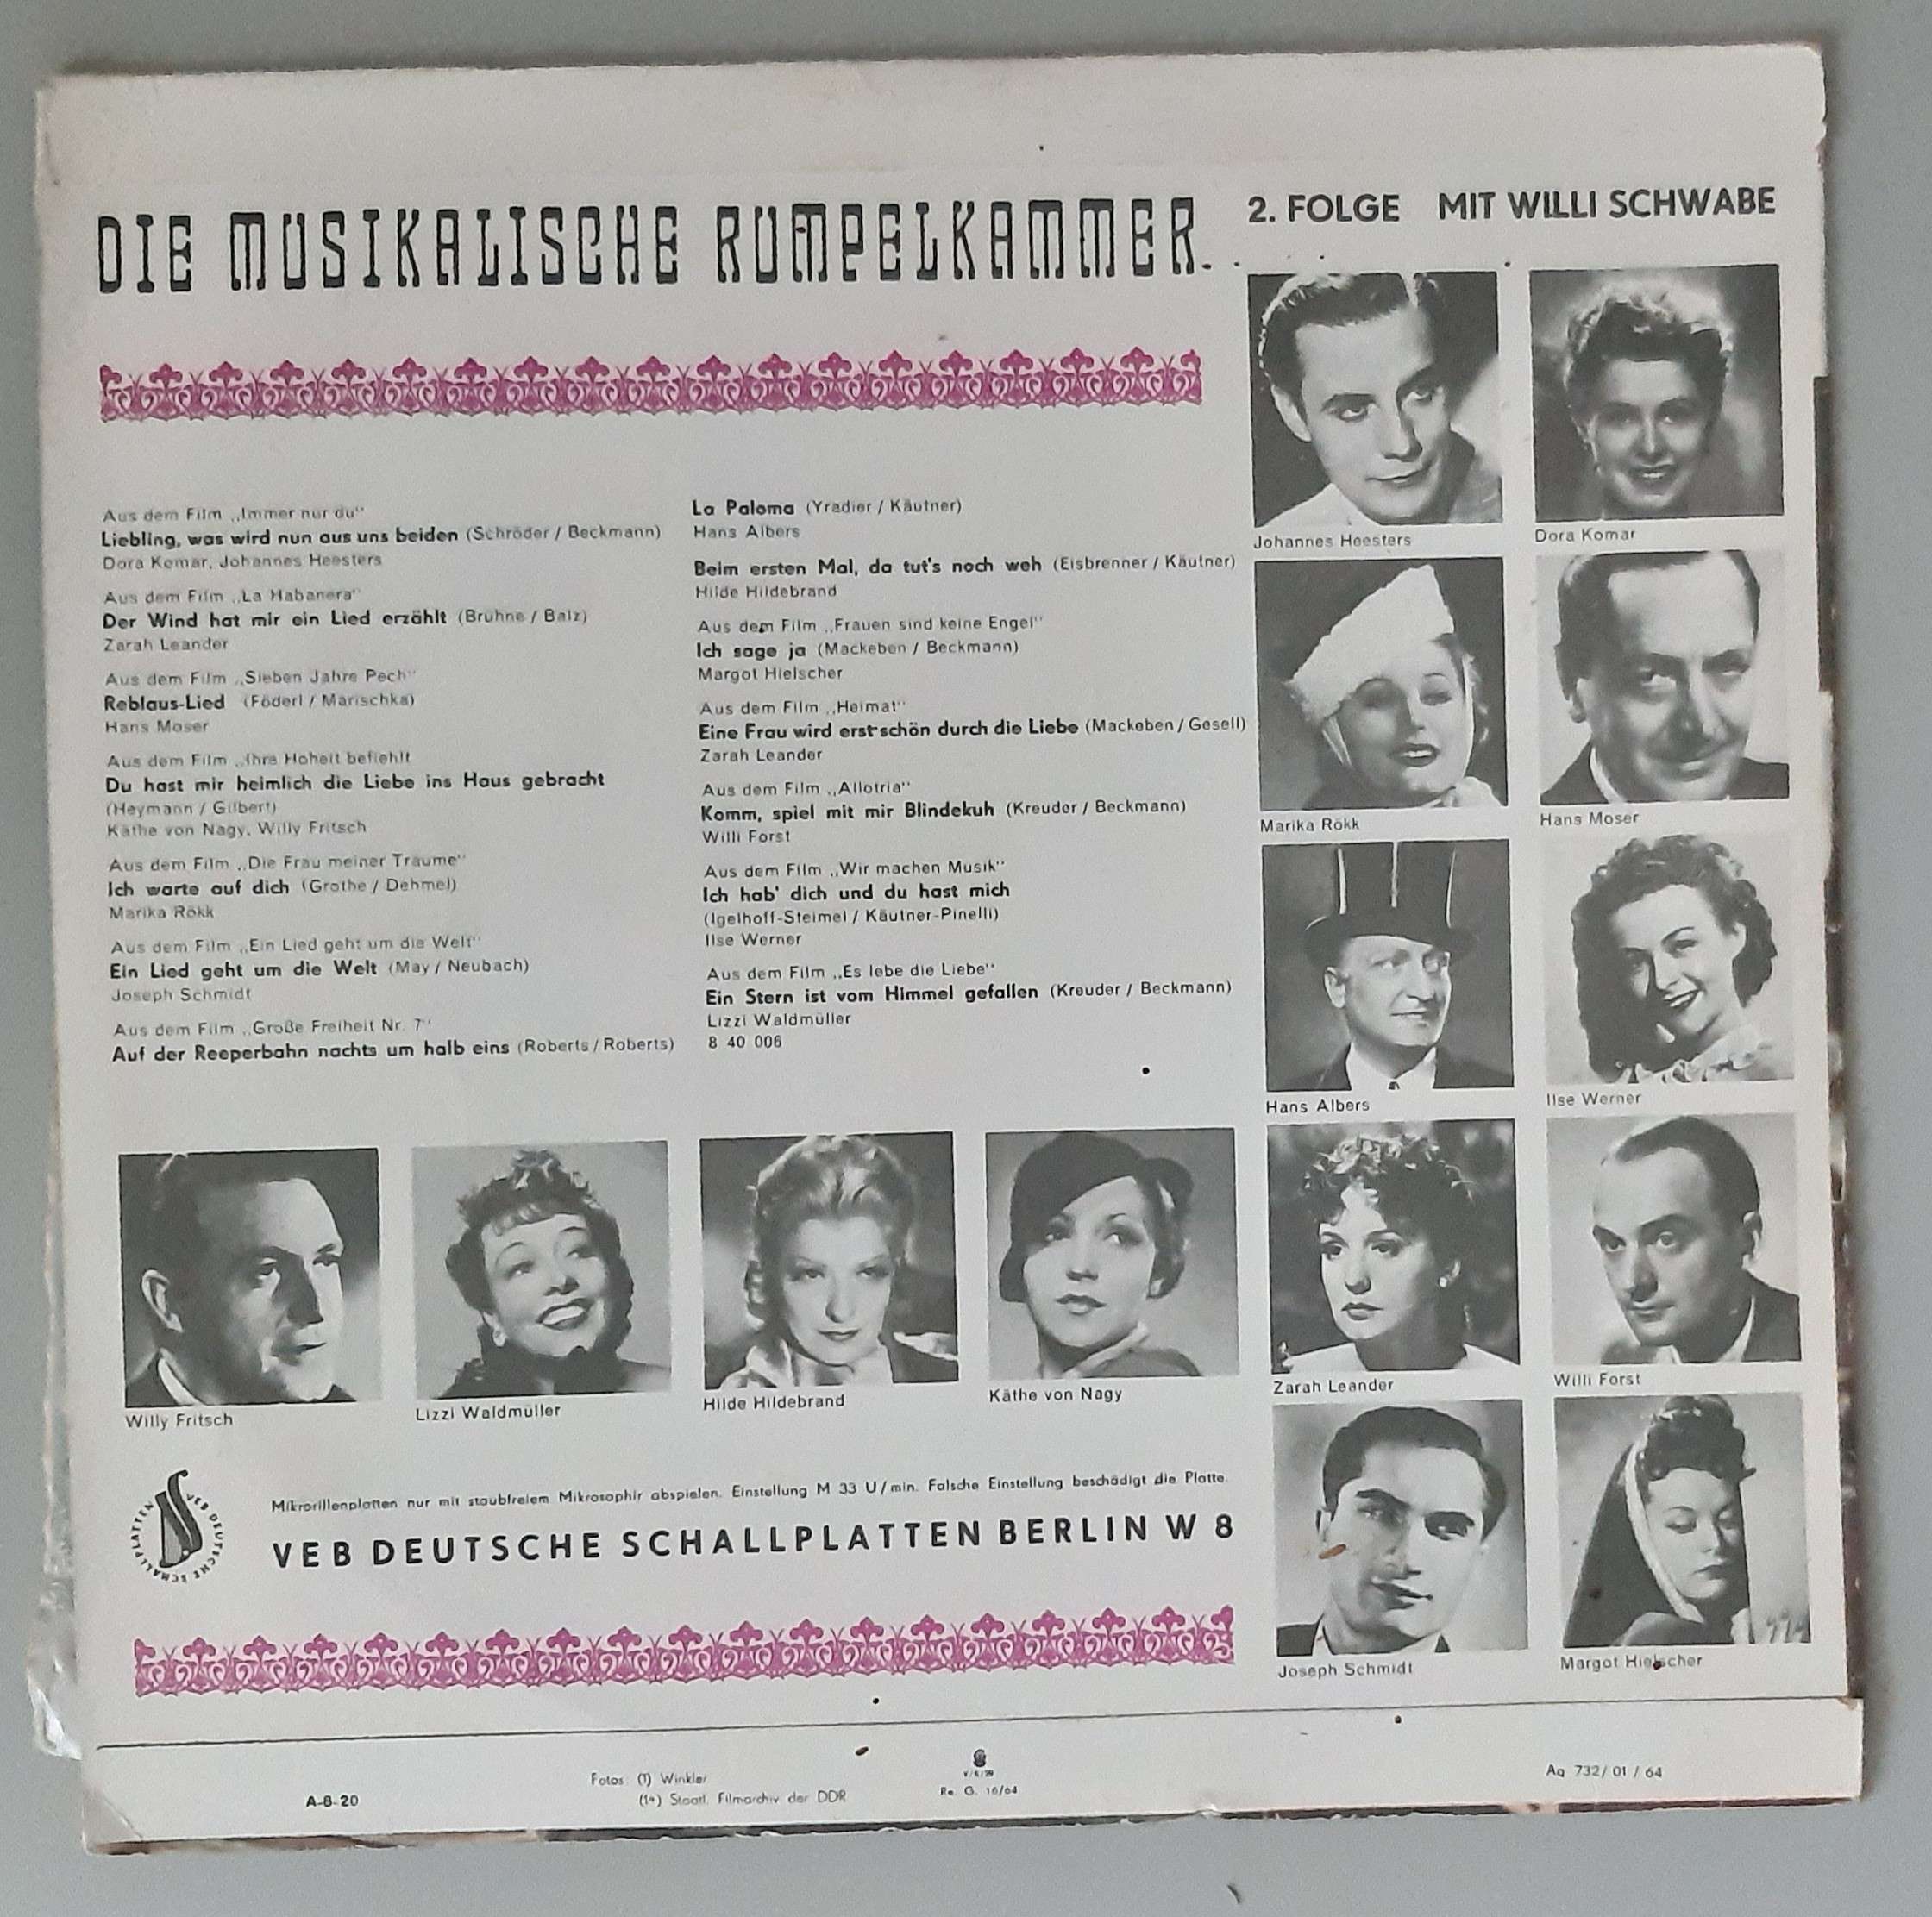 DIE MUSIKALISCHE RUMPELKAMMER
2. FOLGE MIT WILLI SCHWABE
Aus dem Film „Immer nur du"
Liebling, was wird nun aus uns beiden (Schröder / Beckmann)
Dora Komar, Johannes Heesters
Aus dem Film „La Habanera"
Der Wind hat mir ein Lied erzählt (Brühne / Balz)
Zarah Leander
Aus dem Film „Sieben Jahre Pech"
Reblaus-Lied (Föderl / Marischka)
Hans Moser
Aus dem Film „Ihre Hoheit befiehlt
Du hast mir heimlich die Liebe ins Haus gebracht
(Heymann / Gilbert)
Käthe von Nagy, Willy Fritsch
Aus dem Film „Die Frau meiner Träume"
Ich warte auf dich (Grothe / Dehmel)
Marika Rökk
Aus dem Film „Ein Lied geht um die Welt"
Ein Lied geht um die Welt (May / Neubach)
Joseph Schmidt
Aus dem Film „Große Freiheit Nr. 7"
Auf der Reeperbahn nachts um halb eins (Roberts / Roberts)
La Paloma (Yradier / Käutner)
Hans Albers
Beim ersten Mal, da tut's noch weh (Eisbrenner / Käutner)
Hilde Hildebrand
Aus dem Film „Frauen sind keine Engel"
Ich sage ja (Mackeben / Beckmann)
Margot Hielscher
Aus dem Film „Heimat"
Eine Frau wird erst schön durch die Liebe (Mackeben / Gesell)
Zarah Leander
Aus dem Film „Allotria"
Komm, spiel mit mir Blindekuh (Kreuder / Beckmann)
Willi Forst
Aus dem Film „Wir machen Musik"
Ich hab' dich und du hast mich
(Igelhoff-Steimel / Käutner-Pinelli)
Ilse Werner
Aus dem Film „Es lebe die Liebe"
Ein Stern ist vom Himmel gefallen (Kreuder / Beckmann)
Lizzi Waldmüller
8 40 006
Johannes Heesters
Dora Komar
Marika Rökk
Hans Moser
Hans Albers
Ilse Werner
Zarah Leander
Willi Forst
Joseph Schmidt
Margot Hielscher
Willy Fritsch
Lizzi Waldmüller
Hilde Hildebrand
Käthe von Nagy
VEB DEUTSCHE SCHALLPLATTEN
Mikrorillenplatten nur mit staubfreiem Mikrosaphir abspielen. Einstellung M 33 U/min. Falsche Einstellung beschädigt die Platte.
VEB DEUTSCHE SCHALLPLATTEN BERLIN W 8
A-8-20
Fotos: (1) Winkler
(14) Staatl. Filmarchiv der DDR
Re. G. 16/64
Ag 732/01/64